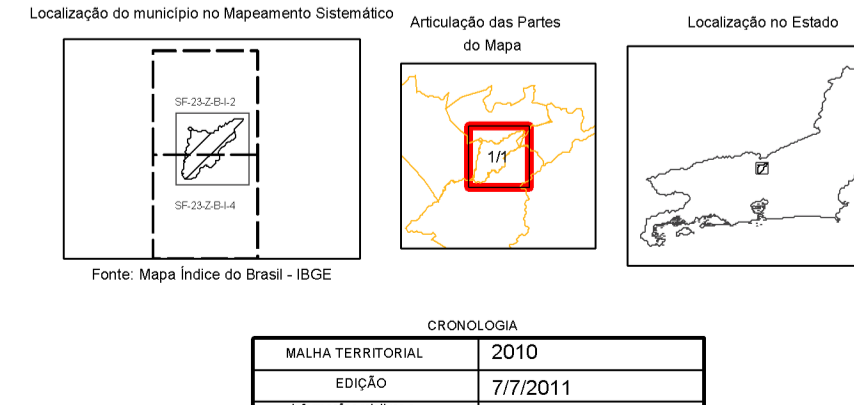 Localização do município no Mapeamento Sistemático
Articulação das Partes
do Mapa
Localização no Estado
SF-23-Z-B-I-2
SF-23-Z-B-I-4
1/1
Fonte: Mapa Índice do Brasil - IBGE
CRONOLOGIA
MALHA TERRITORIAL 2010
EDIÇÃO 7/7/2011